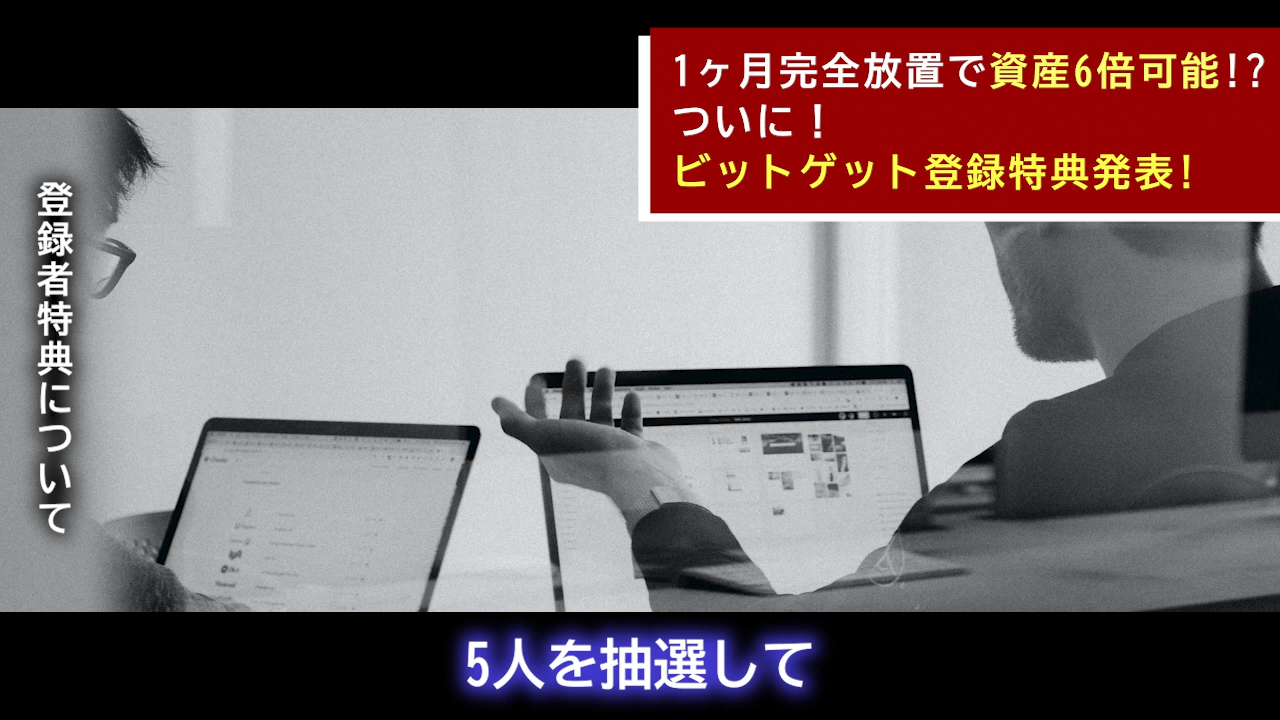 1ヶ月完全放置で資産6倍可能!?
ついに！
ビットゲット登録特典発表!
登録者特典について
5人を抽選して